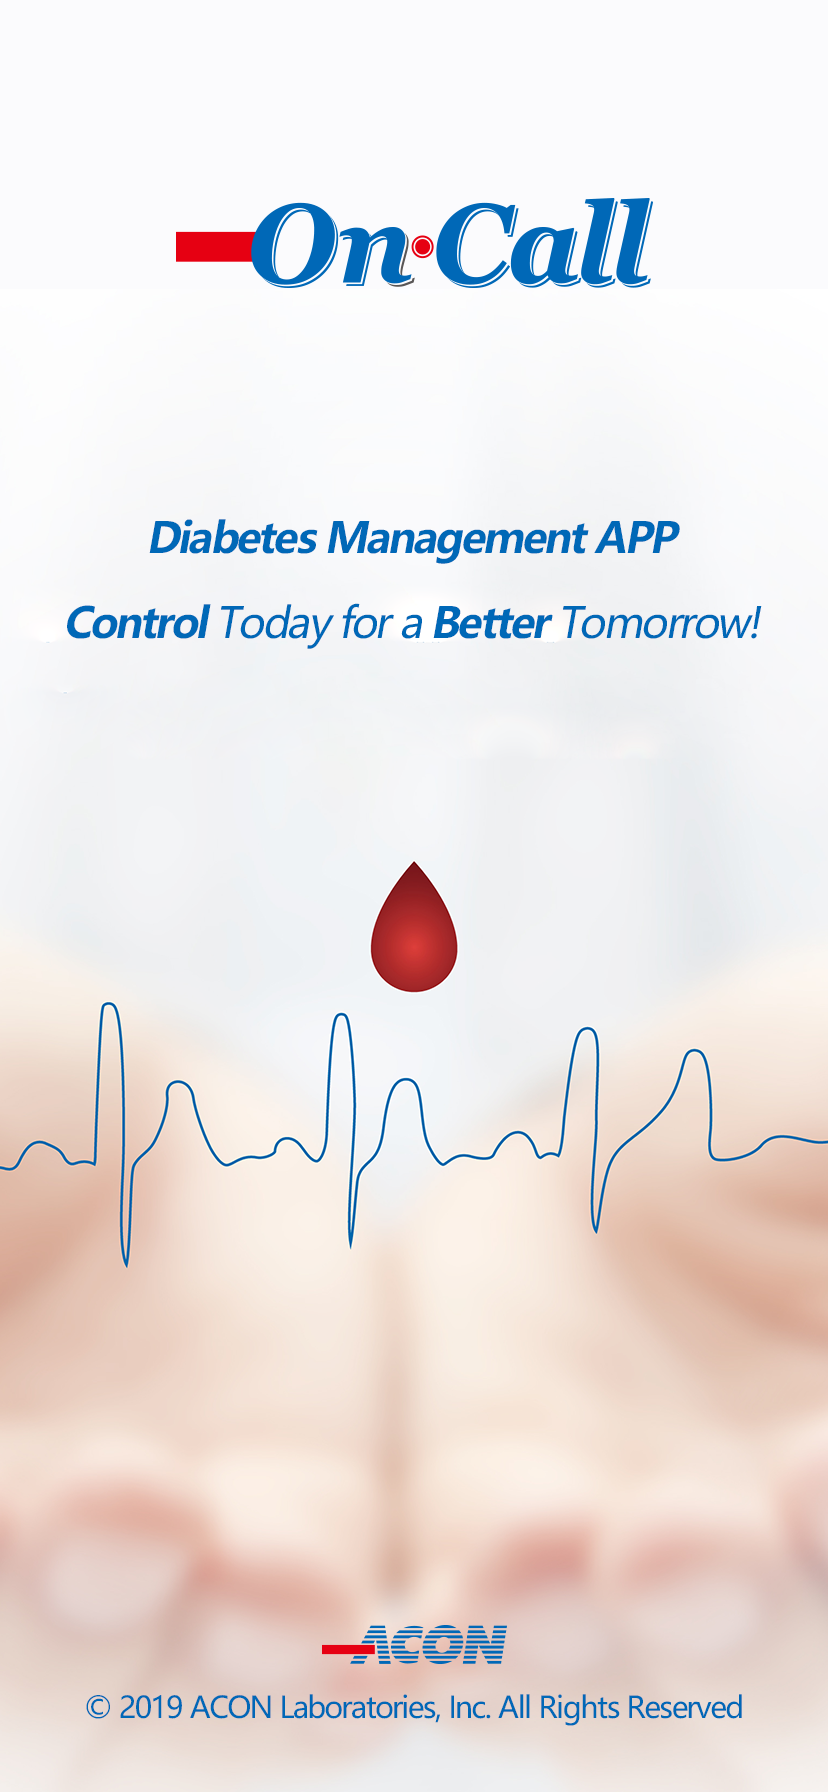 On•Call
Diabetes Management APP
Control Today for a Better Tomorrow!
ACON
© 2019 ACON Laboratories, Inc. All Rights Reserved